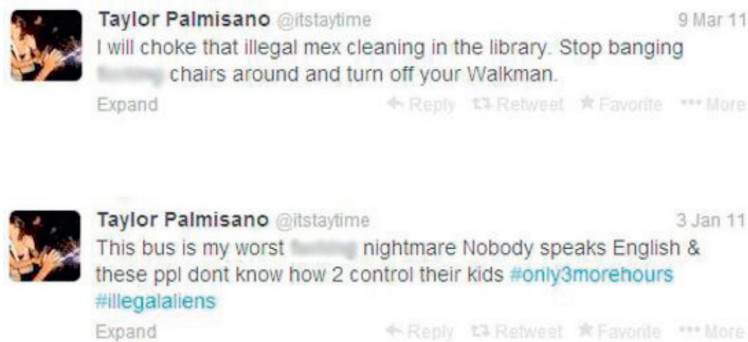 Taylor Palmisano @itstaytime 9 Mar 11
I will choke that illegal mex cleaning in the library. Stop banging
chairs around and turn off your Walkman.
Expand Reply Retweet Favorite More
Taylor Palmisano @itstaytime 3 Jan 11
This bus is my worst nightmare Nobody speaks English &
these ppl dont know how 2 control their kids #only3morehours
#illegalaliens
Expand Reply Retweet Favorite More